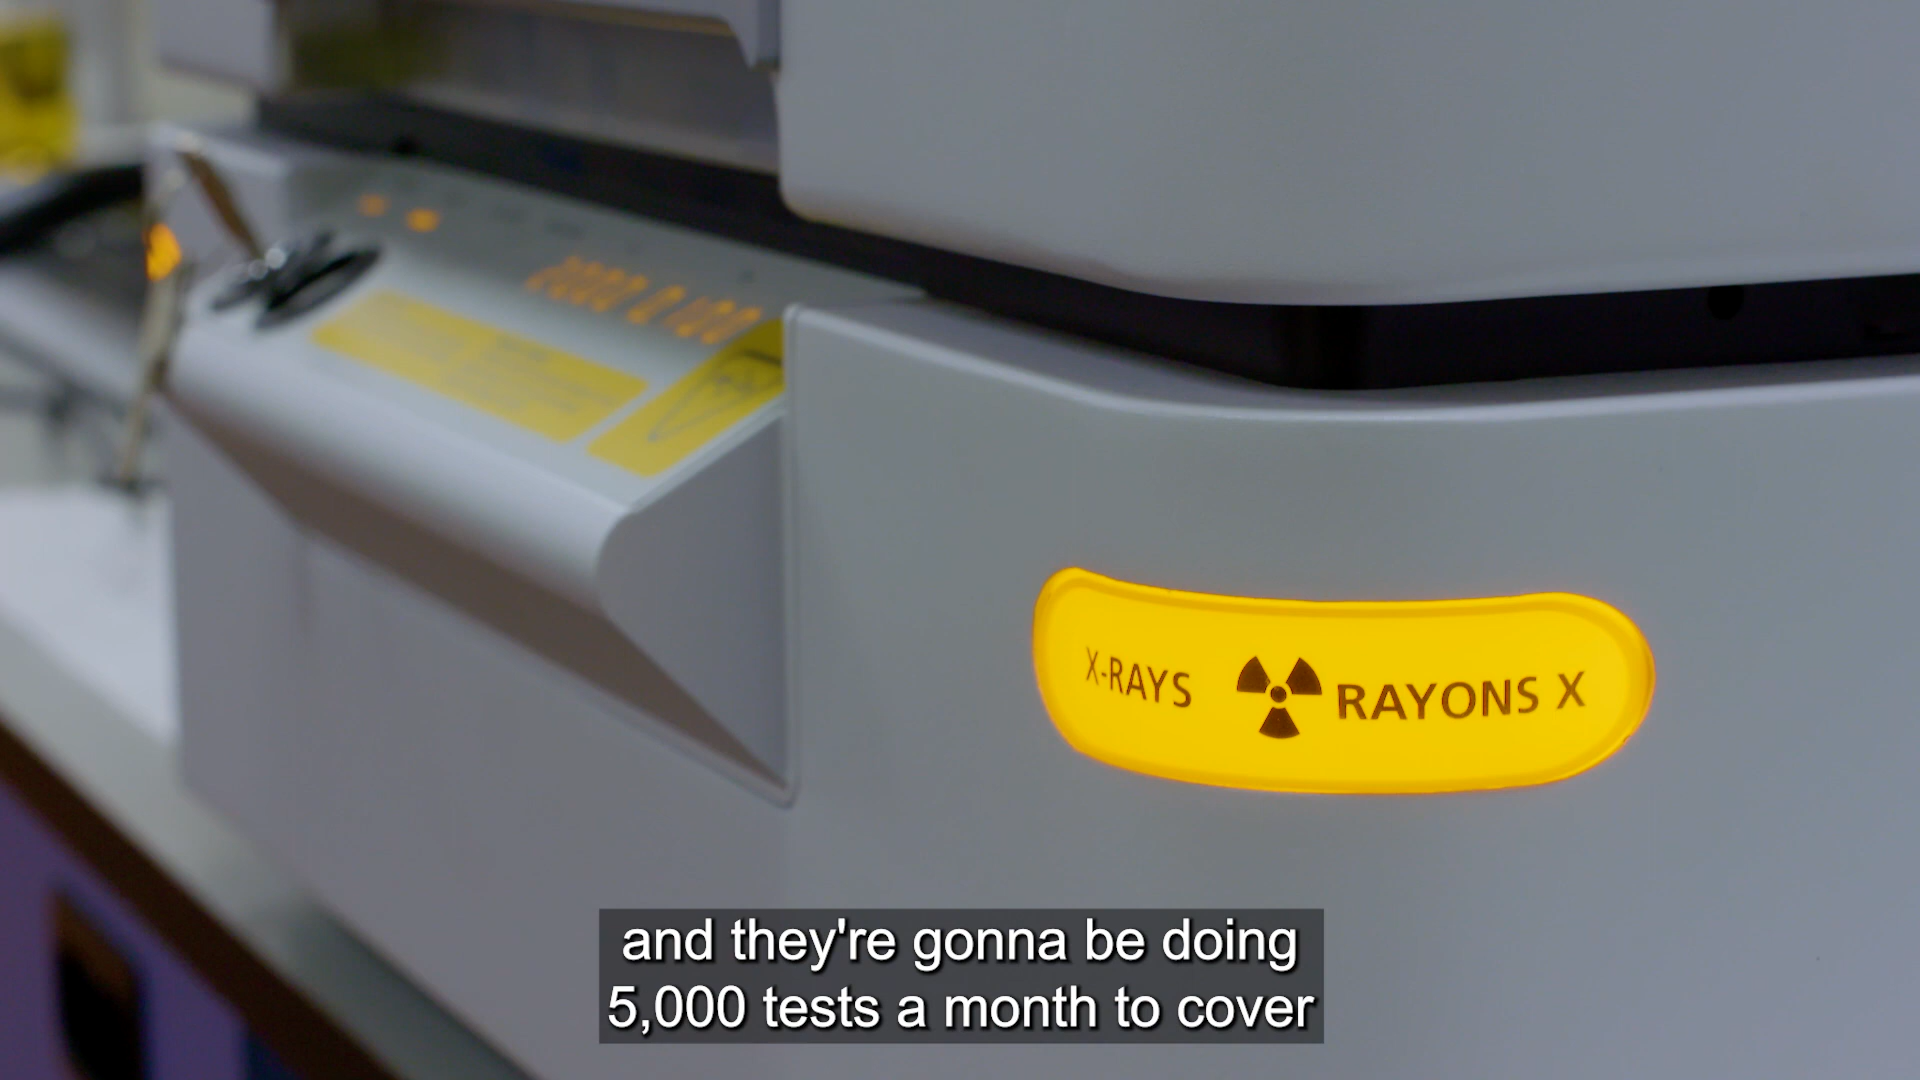 X-RAYS RAYONS X
and they're gonna be doing
5,000 tests a month to cover